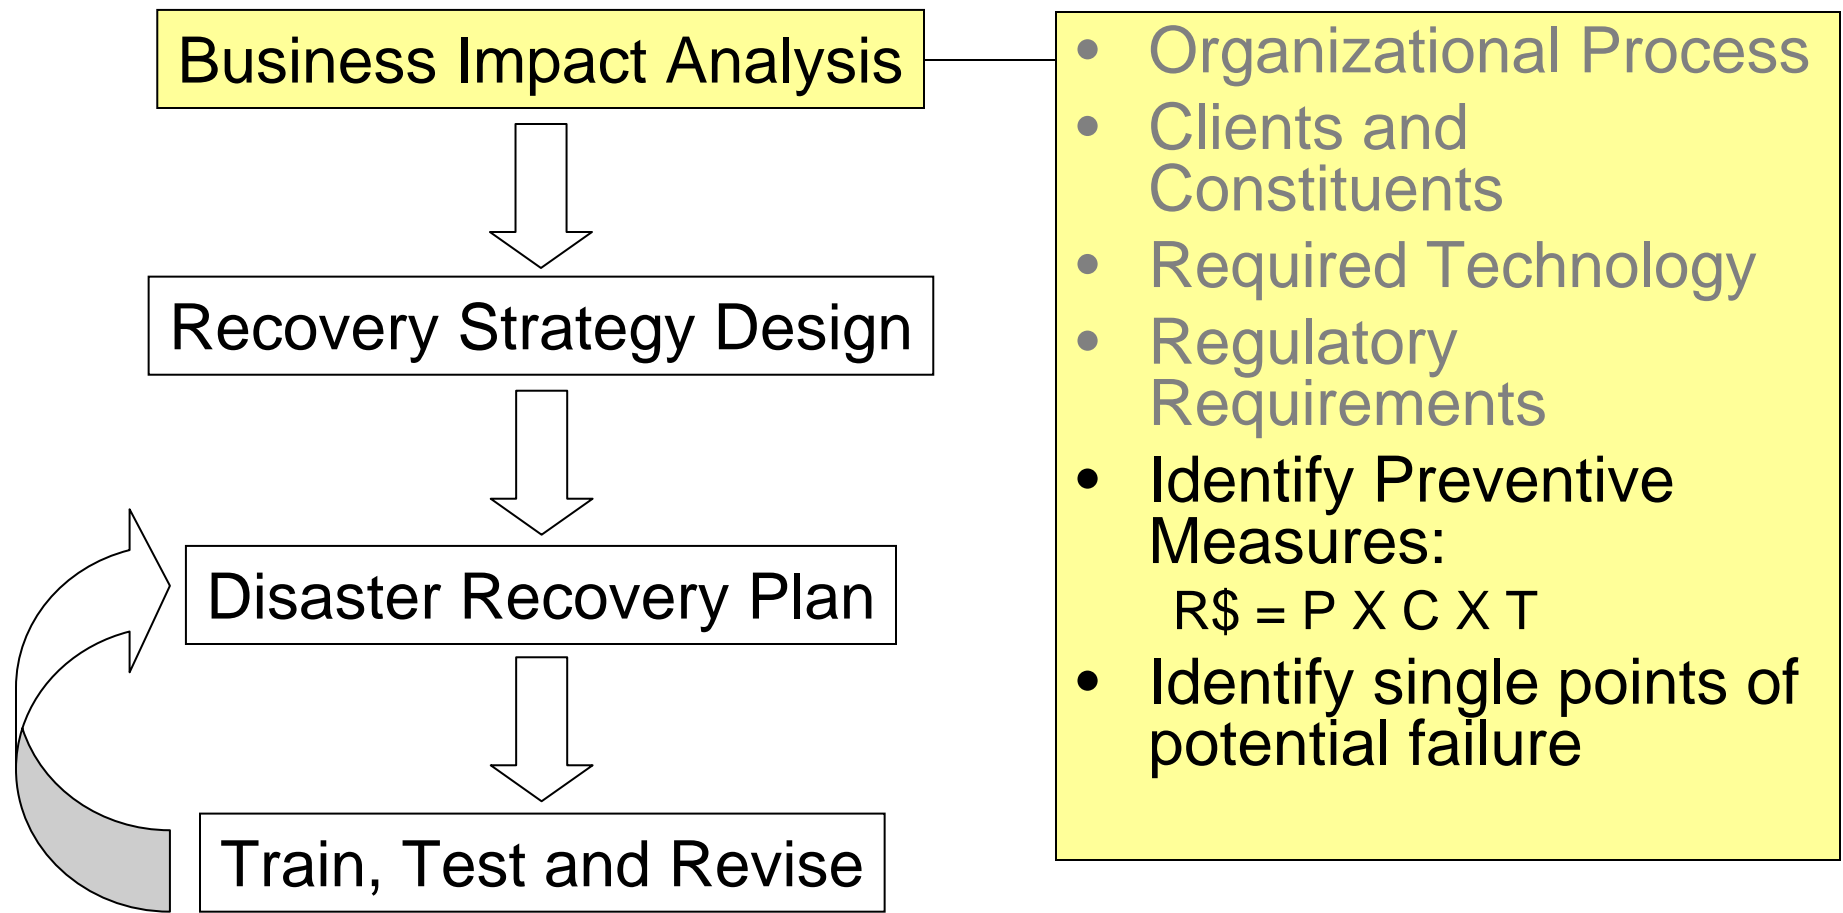 Business Impact Analysis
Recovery Strategy Design
Disaster Recovery Plan
Train, Test and Revise
• Organizational Process
• Clients and
Constituents
• Required Technology
• Regulatory
Requirements
• Identify Preventive
Measures:
R$ = P X C X T
• Identify single points of
potential failure